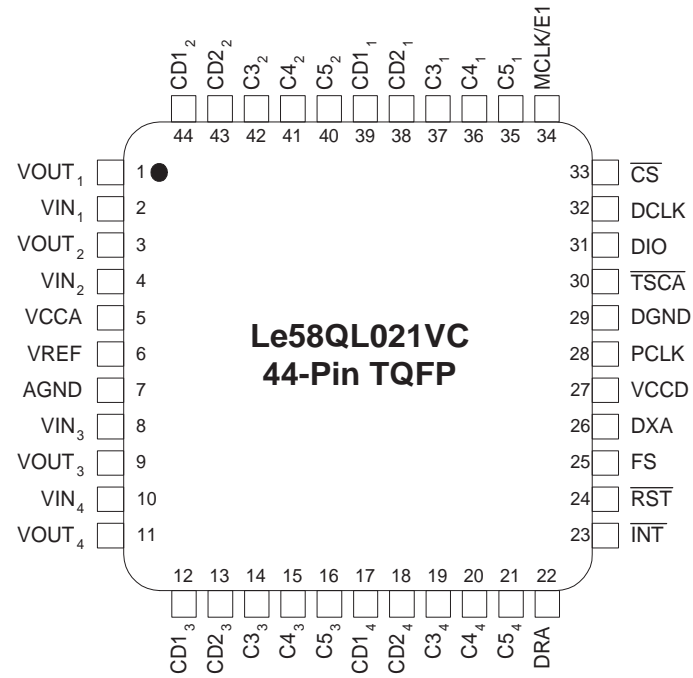 CD1₂ CD2₂ C3₂ C4₂ C5₂ CD1₁ CD2₁ C3₁ C4₁ C5₁ MCLK/E1
44 43 42 41 40 39 38 37 36 35 34
VOUT₁ 1 33 C̅S̅
VIN₁ 2 32 DCLK
VOUT₂ 3 31 DIO
VIN₂ 4 30 T̅S̅C̅A̅
VCCA 5 29 DGND
VREF 6 28 PCLK
AGND 7 27 VCCD
VIN₃ 8 26 DXA
VOUT₃ 9 25 FS
VIN₄ 10 24 R̅S̅T̅
VOUT₄ 11 23 I̅N̅T̅
Le58QL021VC
44-Pin TQFP
12 13 14 15 16 17 18 19 20 21 22
CD1₃ CD2₃ C3₃ C4₃ C5₃ CD1₄ CD2₄ C3₄ C4₄ C5₄ DRA